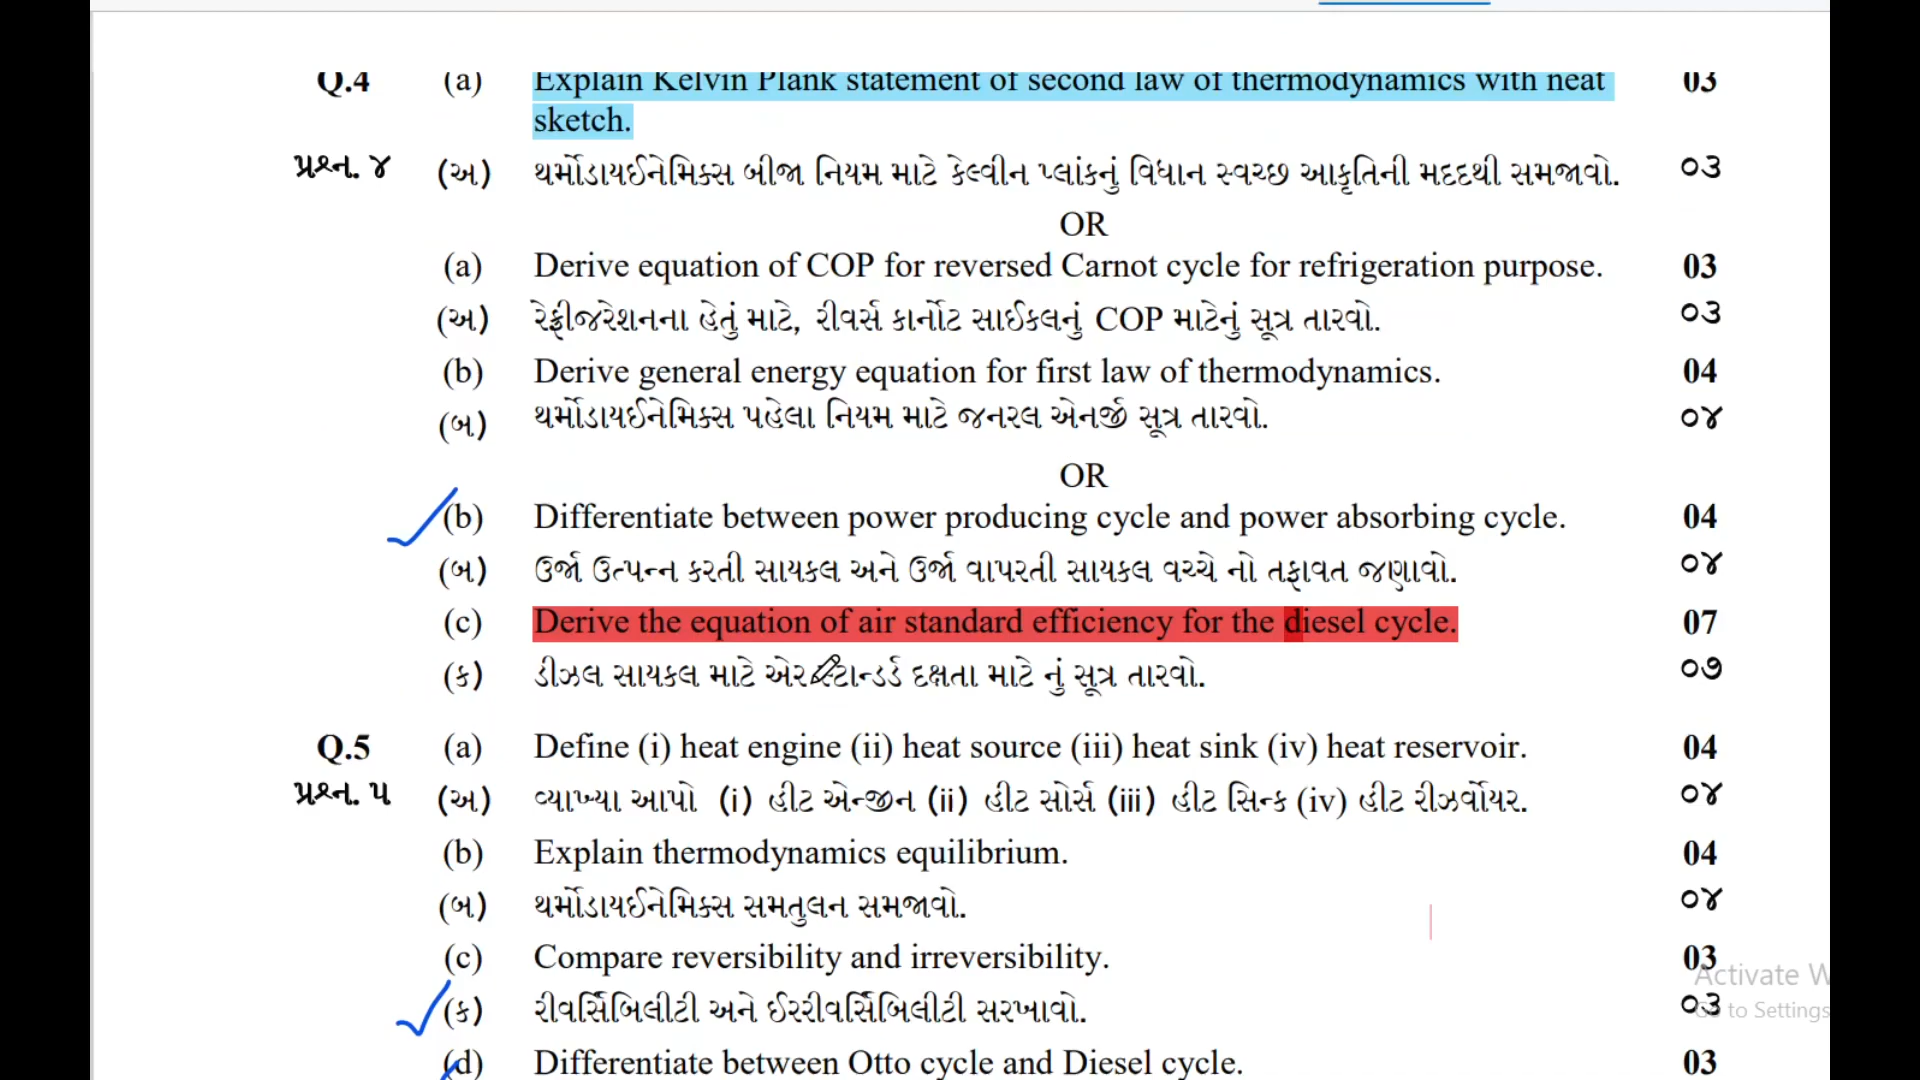 Q.4 (a) Explain Kelvin Plank statement of second law of thermodynamics with neat 03
sketch.
પ્રશ્ન. ૪ (અ) થર્મોડાયઈનેમિક્સ બીજા નિયમ માટે કેલ્વીન પ્લાંકનું વિધાન સ્વચ્છ આકૃતિની મદદથી સમજાવો. ૦૩
OR
(a) Derive equation of COP for reversed Carnot cycle for refrigeration purpose. 03
(અ) રેફ્રીજરેશનના હેતું માટે, રીવર્સ કાર્નોટ સાઈકલનું COP માટેનું સૂત્ર તારવો. ૦૩
(b) Derive general energy equation for first law of thermodynamics. 04
(બ) થર્મોડાયઈનેમિક્સ પહેલા નિયમ માટે જનરલ એનર્જી સૂત્ર તારવો. ૦૪
OR
(b) Differentiate between power producing cycle and power absorbing cycle. 04
(બ) ઉર્જા ઉત્પન્ન કરતી સાયકલ અને ઉર્જા વાપરતી સાયકલ વચ્ચે નો તફાવત જણાવો. ૦૪
(c) Derive the equation of air standard efficiency for the diesel cycle. 07
(ક) ડીઝલ સાયકલ માટે એર સ્ટાન્ડર્ડ દક્ષતા માટે નું સૂત્ર તારવો. ૦૭
Q.5 (a) Define (i) heat engine (ii) heat source (iii) heat sink (iv) heat reservoir. 04
પ્રશ્ન. ૫ (અ) વ્યાખ્યા આપો (i) હીટ એન્જીન (ii) હીટ સોર્સ (iii) હીટ સિન્ક (iv) હીટ રીઝર્વોયર. ૦૪
(b) Explain thermodynamics equilibrium. 04
(બ) થર્મોડાયઈનેમિક્સ સમતુલન સમજાવો. ૦૪
(c) Compare reversibility and irreversibility. 03
Activate W
(ક) રીવર્સિબિલીટી અને ઈરરીવર્સિબિલીટી સરખાવો. ૦૩
to Settings
(d) Differentiate between Otto cycle and Diesel cycle. 03